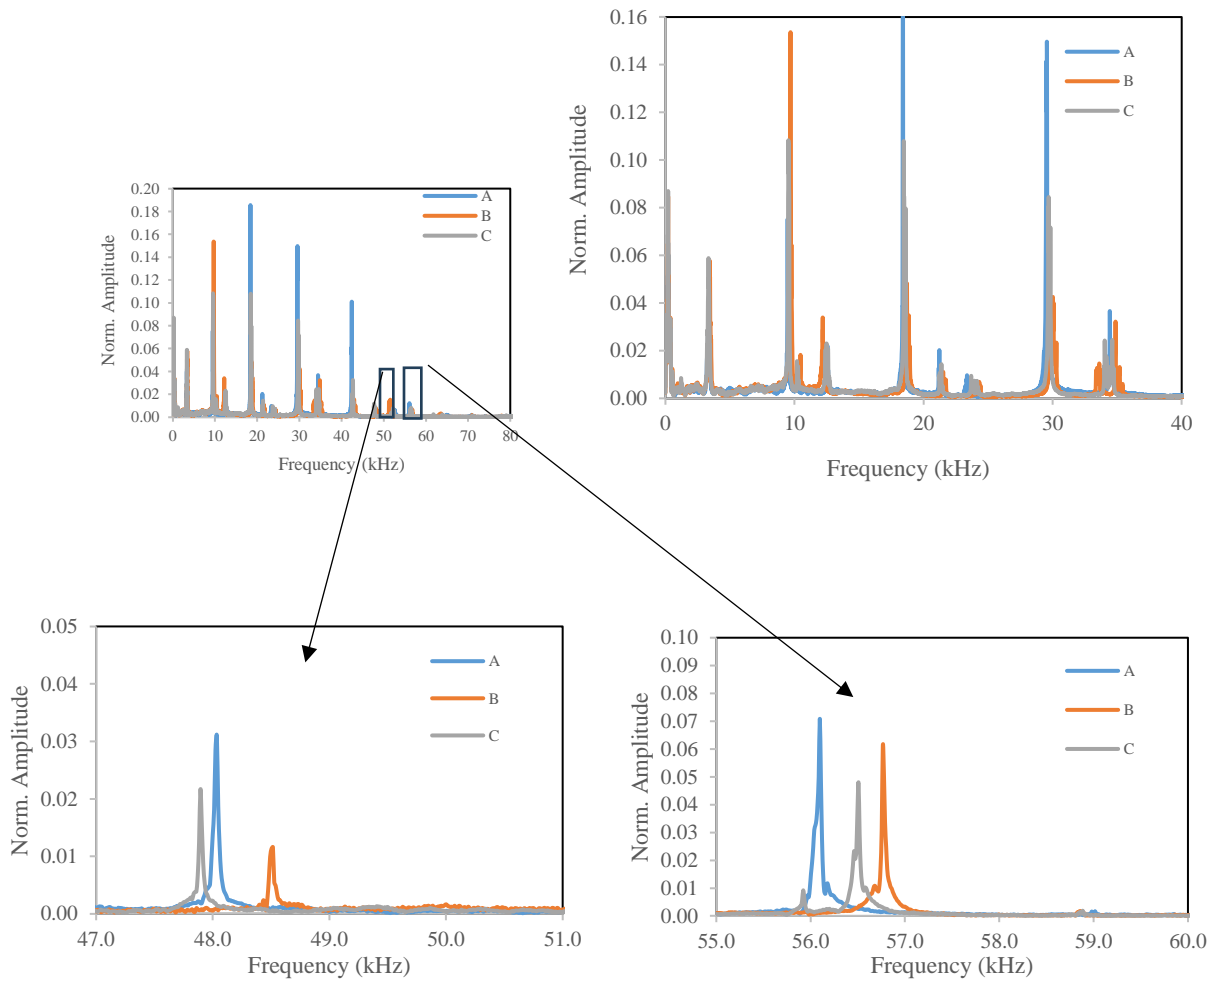 0.16
0.14
0.12
0.10
0.08
0.06
0.04
0.02
0.00
0 10 20 30 40
Norm. Amplitude
Frequency (kHz)
A
B
C
0.20
0.18
0.16
0.14
0.12
0.10
0.08
0.06
0.04
0.02
0.00
0 10 20 30 40 50 60 70 80
Norm. Amplitude
Frequency (kHz)
A
B
C
0.05
0.04
0.03
0.02
0.01
0.00
47.0 48.0 49.0 50.0 51.0
Norm. Amplitude
Frequency (kHz)
A
B
C
0.10
0.09
0.08
0.07
0.06
0.05
0.04
0.03
0.02
0.01
0.00
55.0 56.0 57.0 58.0 59.0 60.0
Norm. Amplitude
Frequency (kHz)
A
B
C